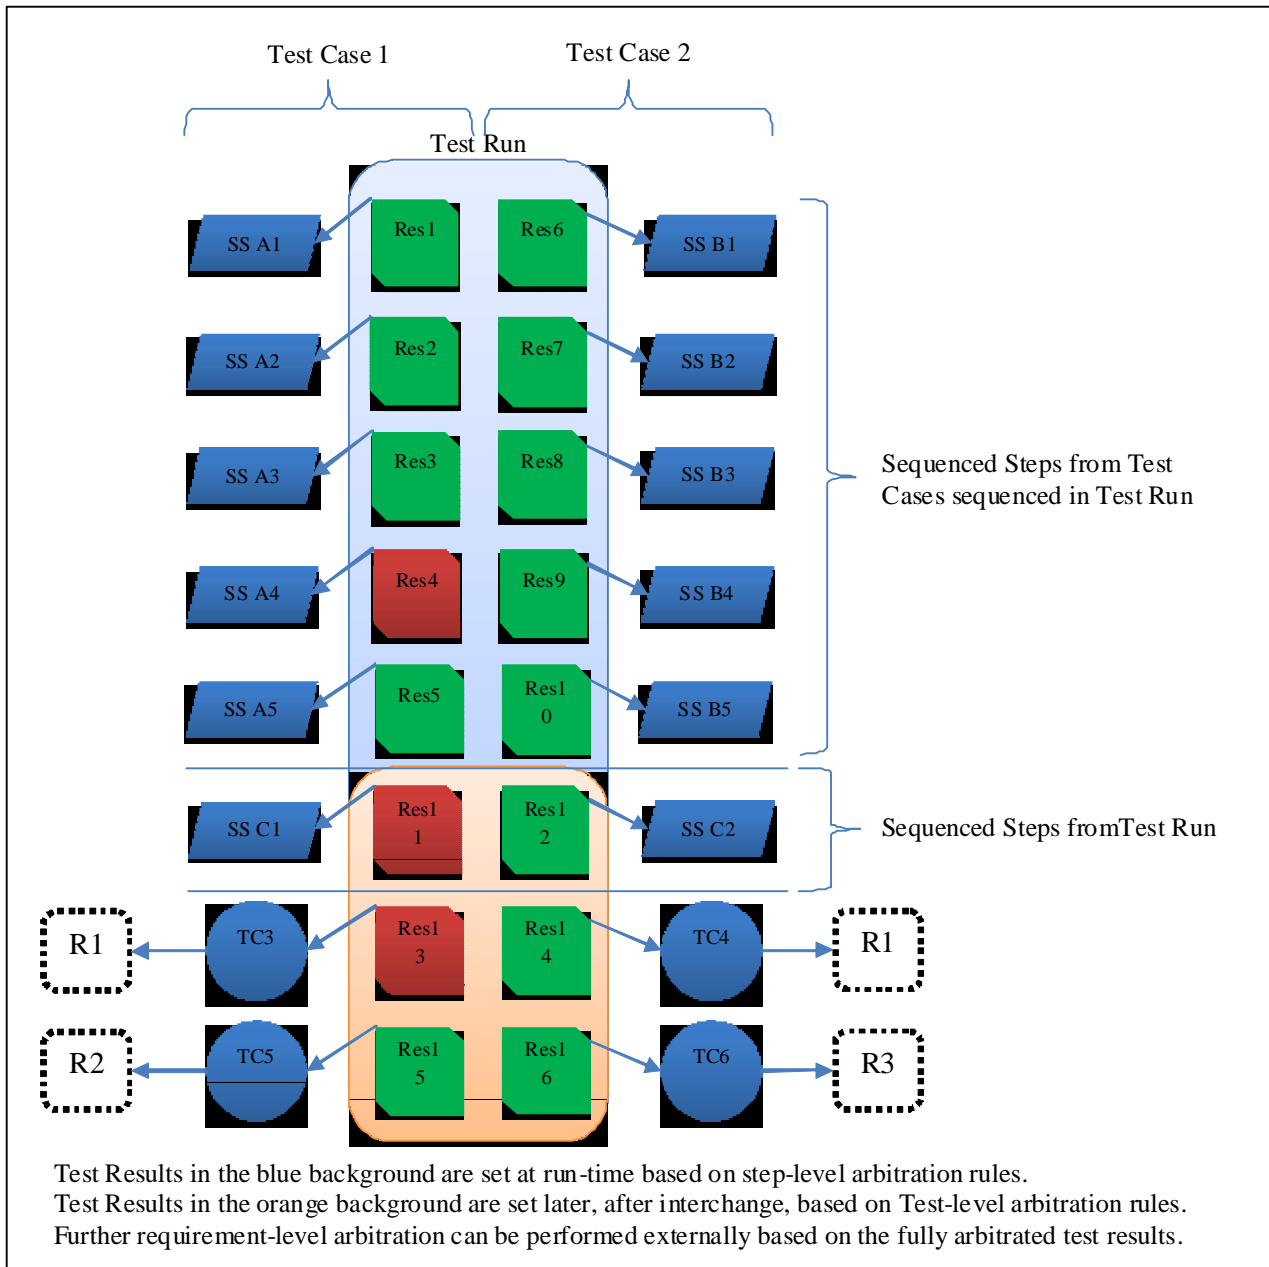 Test Case 1
Test Case 2
Test Run
SS A1
Res1
Res6
SS B1
SS A2
Res2
Res7
SS B2
SS A3
Res3
Res8
SS B3
Sequenced Steps from Test
Cases sequenced in Test Run
SS A4
Res4
Res9
SS B4
SS A5
Res5
Res1
0
SS B5
SS C1
Res1
1
Res1
2
SS C2
Sequenced Steps fromTest Run
R1
TC3
Res1
3
Res1
4
TC4
R1
R2
TC5
Res1
5
Res1
6
TC6
R3
Test Results in the blue background are set at run-time based on step-level arbitration rules.
Test Results in the orange background are set later, after interchange, based on Test-level arbitration rules.
Further requirement-level arbitration can be performed externally based on the fully arbitrated test results.